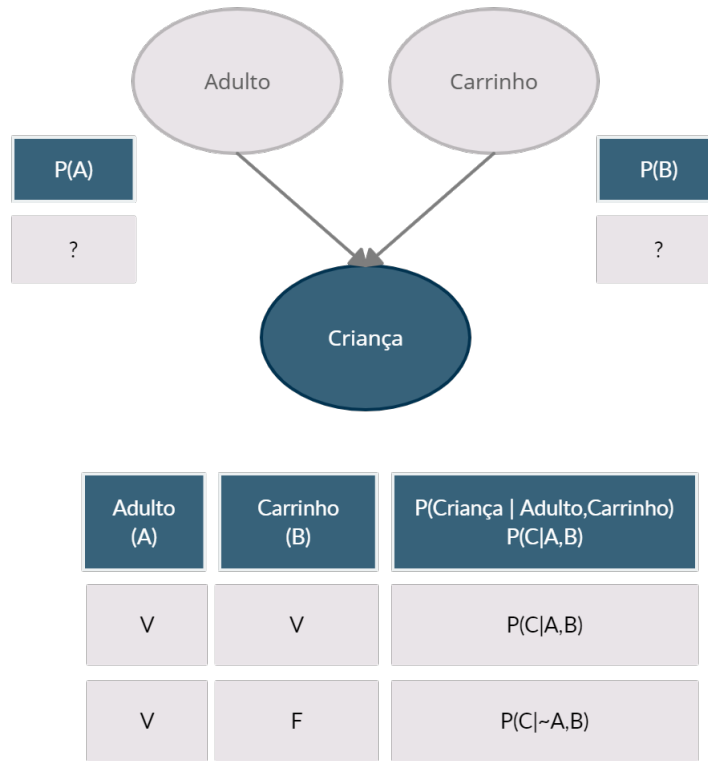 Adulto
Carrinho
P(A)
P(B)
?
?
Criança
Adulto
(A)
Carrinho
(B)
P(Criança | Adulto,Carrinho)
P(C|A,B)
V
V
P(C|A,B)
V
F
P(C|~A,B)